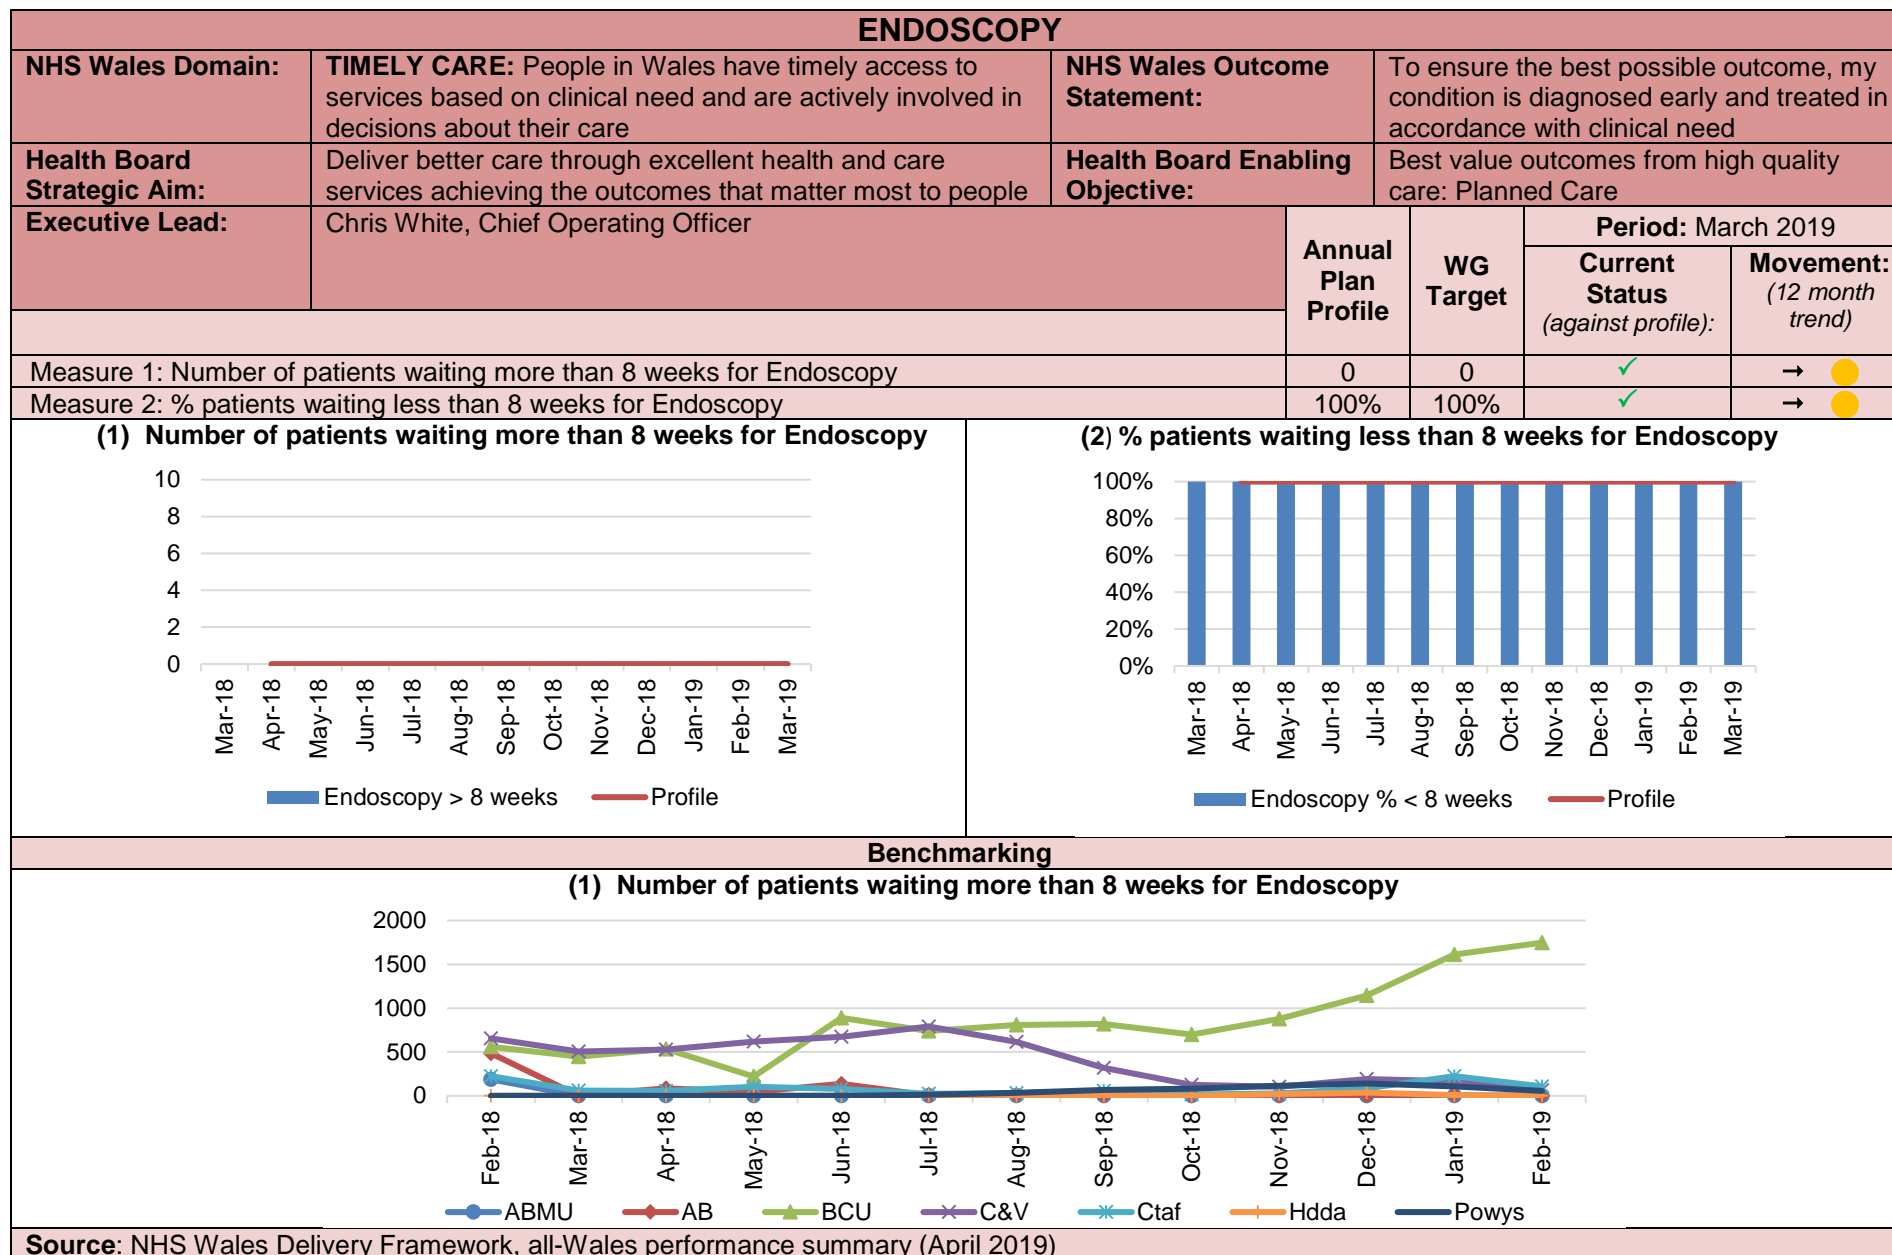 ENDOSCOPY
NHS Wales Domain:
TIMELY CARE: People in Wales have timely access to
services based on clinical need and are actively involved in
decisions about their care
NHS Wales Outcome
Statement:
To ensure the best possible outcome, my
condition is diagnosed early and treated in
accordance with clinical need
Health Board
Strategic Aim:
Deliver better care through excellent health and care
services achieving the outcomes that matter most to people
Health Board Enabling
Objective:
Best value outcomes from high quality
care: Planned Care
Executive Lead:
Chris White, Chief Operating Officer
Annual
Plan
Profile
WG
Target
Period: March 2019
Current
Status
(against profile):
Movement:
(12 month
trend)
Measure 1: Number of patients waiting more than 8 weeks for Endoscopy
0
0
✓
→
Measure 2: % patients waiting less than 8 weeks for Endoscopy
100%
100%
✓
→
(1) Number of patients waiting more than 8 weeks for Endoscopy
10
8
6
4
2
0
Mar-18
Apr-18
May-18
Jun-18
Jul-18
Aug-18
Sep-18
Oct-18
Nov-18
Dec-18
Jan-19
Feb-19
Mar-19
Endoscopy > 8 weeks
Profile
(2) % patients waiting less than 8 weeks for Endoscopy
100%
80%
60%
40%
20%
0%
Mar-18
Apr-18
May-18
Jun-18
Jul-18
Aug-18
Sep-18
Oct-18
Nov-18
Dec-18
Jan-19
Feb-19
Mar-19
Endoscopy % < 8 weeks
Profile
Benchmarking
(1) Number of patients waiting more than 8 weeks for Endoscopy
2000
1500
1000
500
0
Feb-18
Mar-18
Apr-18
May-18
Jun-18
Jul-18
Aug-18
Sep-18
Oct-18
Nov-18
Dec-18
Jan-19
Feb-19
ABMU
AB
BCU
C&V
Ctaf
Hdda
Powys
Source: NHS Wales Delivery Framework, all-Wales performance summary (April 2019)